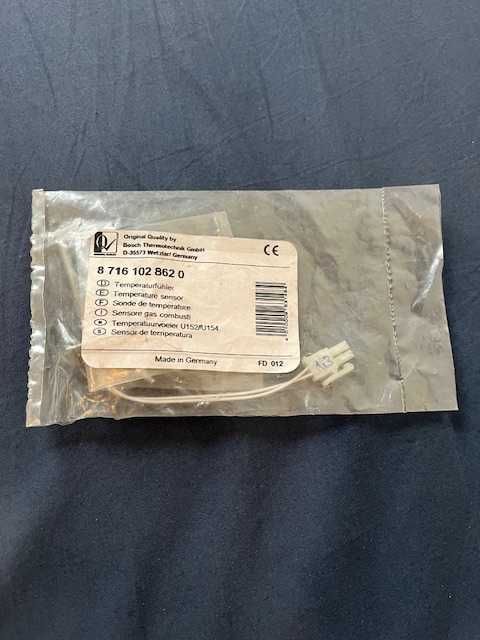 Original Quality by
Bosch Thermotechnik GmbH
D-35573 Wetzlar/ Germany
CE
8 716 102 862 0
D Temperaturfühler
E Temperature sensor
F Sonde de température
I Sensore gas combusti
Temperatuurvoeler U152/U154
S Sensor de temperatura
Made in Germany
FD 012